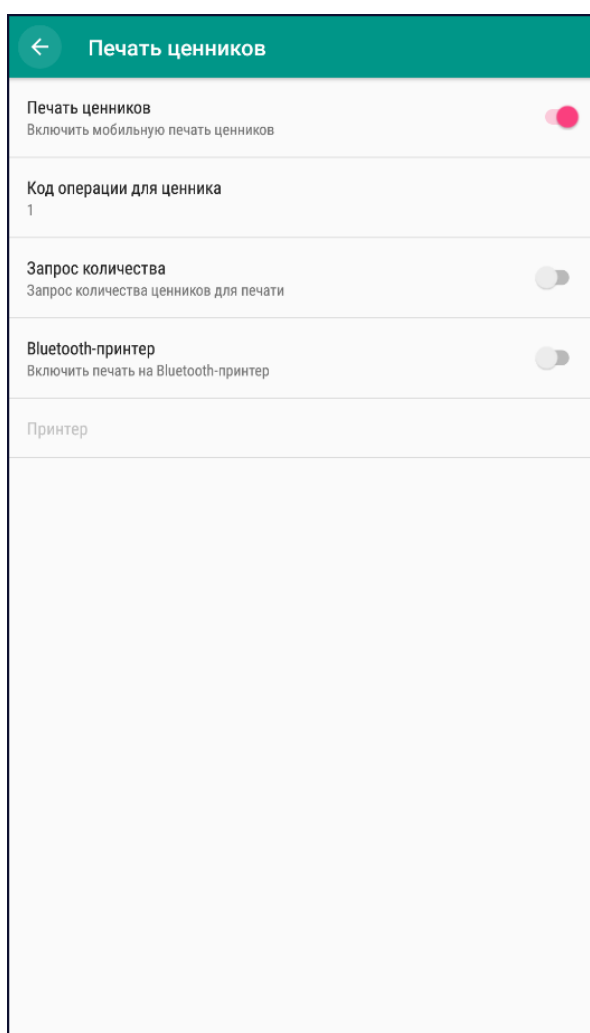 Печать ценников
Печать ценников
Включить мобильную печать ценников
Код операции для ценника
1
Запрос количества
Запрос количества ценников для печати
Bluetooth-принтер
Включить печать на Bluetooth-принтер
Принтер